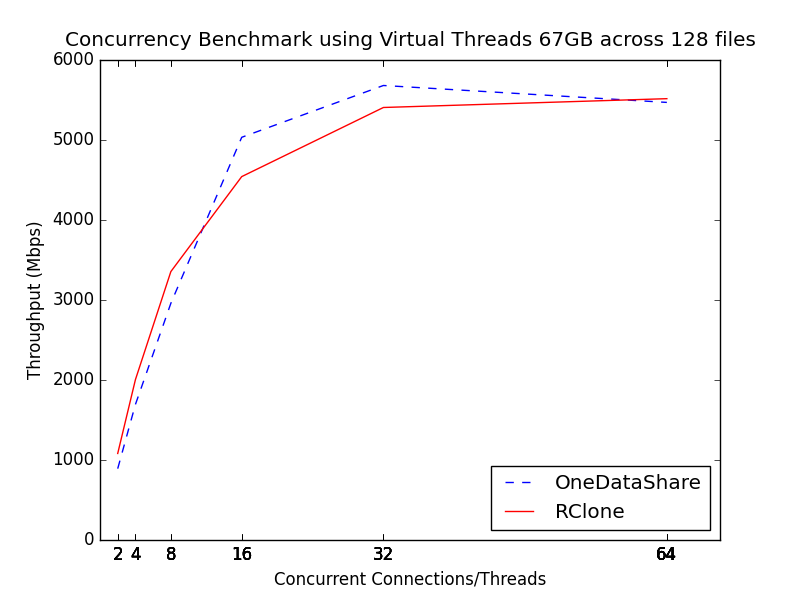 Concurrency Benchmark using Virtual Threads 67GB across 128 files
6000
5000
4000
3000
2000
1000
0
Throughput (Mbps)
OneDataShare
RClone
2 4 8 16 32 64
Concurrent Connections/Threads